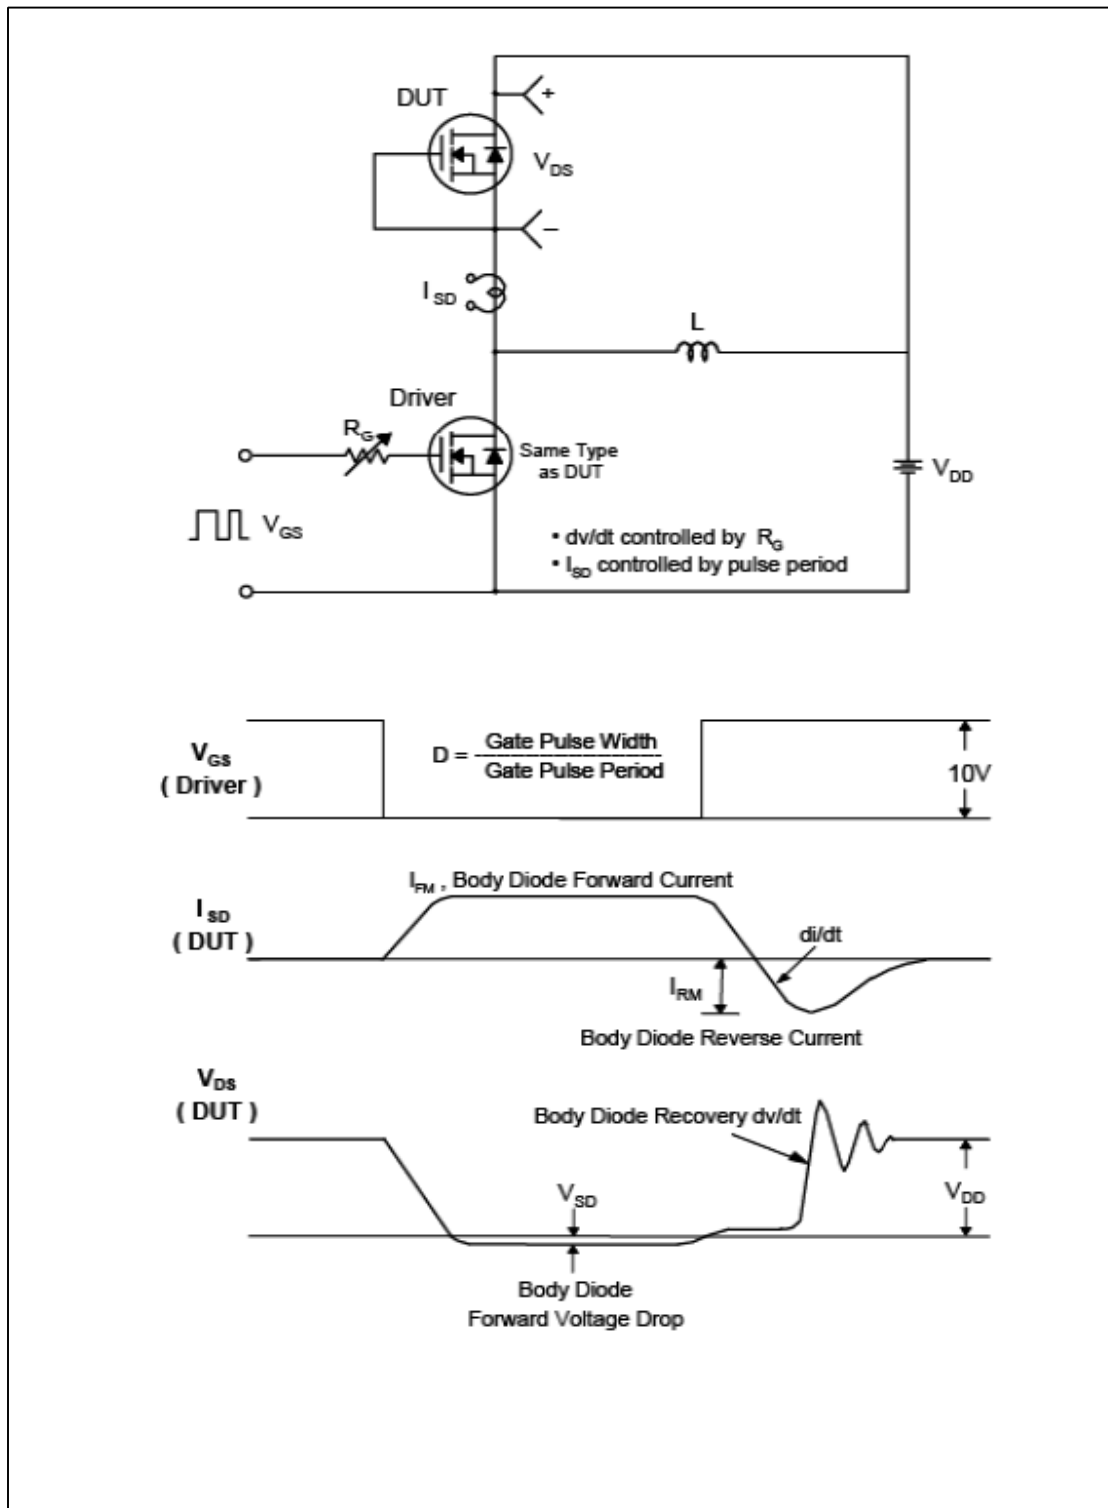 DUT
+
V_DS
−
I_SD
L
Driver
R_G
Same Type
as DUT
V_DD
V_GS
• dv/dt controlled by R_G
• I_SD controlled by pulse period
V_GS
( Driver )
D = Gate Pulse Width
Gate Pulse Period
10V
I_FM , Body Diode Forward Current
I_SD
( DUT )
di/dt
I_RM
Body Diode Reverse Current
V_DS
( DUT )
Body Diode Recovery dv/dt
V_SD
V_DD
Body Diode
Forward Voltage Drop